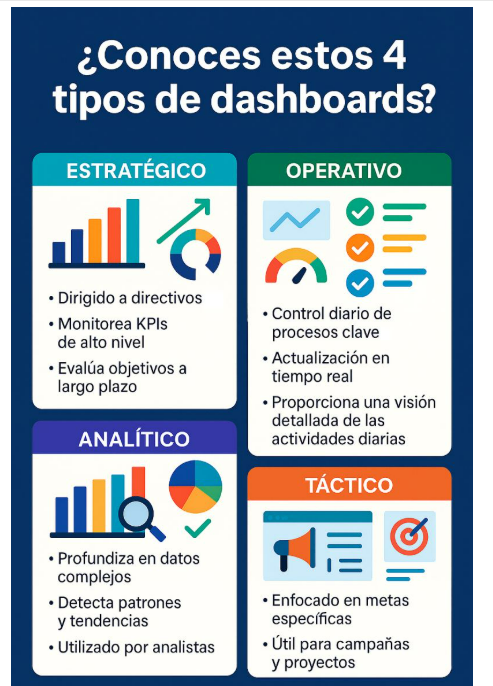 ¿Conoces estos 4
tipos de dashboards?
ESTRATÉGICO
• Dirigido a directivos
• Monitorea KPIs
de alto nivel
• Evalúa objetivos a
largo plazo
OPERATIVO
• Control diario de
procesos clave
• Actualización en
tiempo real
• Proporciona una visión
detallada de las
actividades diarias
ANALÍTICO
• Profundiza en datos
complejos
• Detecta patrones
y tendencias
• Utilizado por analistas
TÁCTICO
• Enfocado en metas
específicas
• Útil para campañas
y proyectos